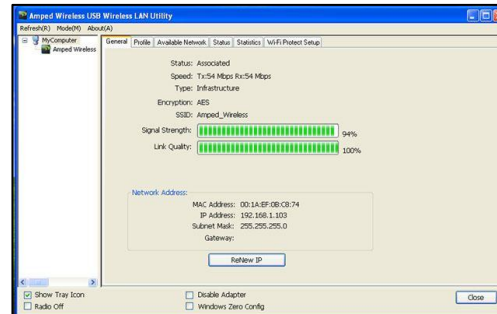 Amped Wireless USB Wireless LAN Utility
Refresh(R) Mode(M) About(A)
MyComputer
Amped Wireless
General Profile Available Network Status Statistics Wi-Fi Protect Setup
Status: Associated
Speed: Tx:54 Mbps Rx:54 Mbps
Type: Infrastructure
Encryption: AES
SSID: Amped_Wireless
Signal Strength: 94%
Link Quality: 100%
Network Address:
MAC Address: 00:1A:EF:0B:C8:74
IP Address: 192.168.1.103
Subnet Mask: 255.255.255.0
Gateway:
ReNew IP
Show Tray Icon Disable Adapter
Radio Off Windows Zero Config
Close